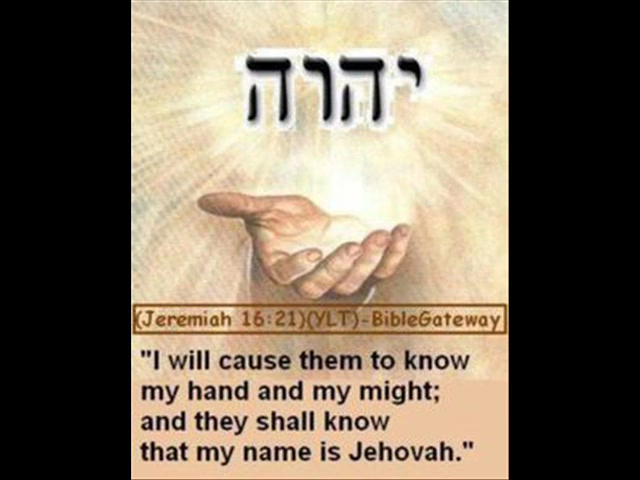 יהוה
(Jeremiah 16:21)(YLT)-BibleGateway
"I will cause them to know
my hand and my might;
and they shall know
that my name is Jehovah."